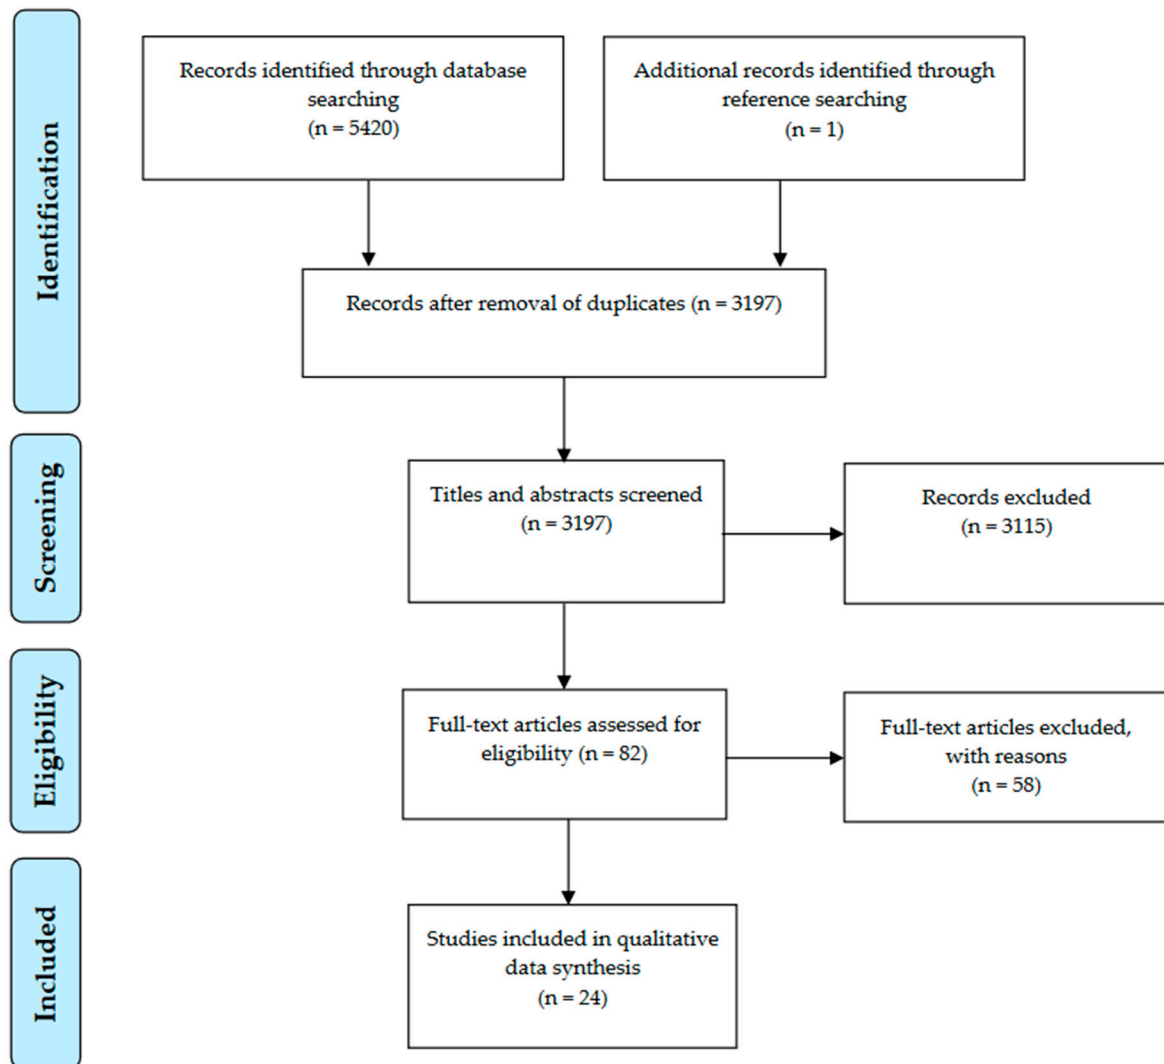 Identification
Records identified through database
searching
(n = 5420)
Additional records identified through
reference searching
(n = 1)
Records after removal of duplicates (n = 3197)
Screening
Titles and abstracts screened
(n = 3197)
Records excluded
(n = 3115)
Eligibility
Full-text articles assessed for
eligibility (n = 82)
Full-text articles excluded,
with reasons
(n = 58)
Included
Studies included in qualitative
data synthesis
(n = 24)